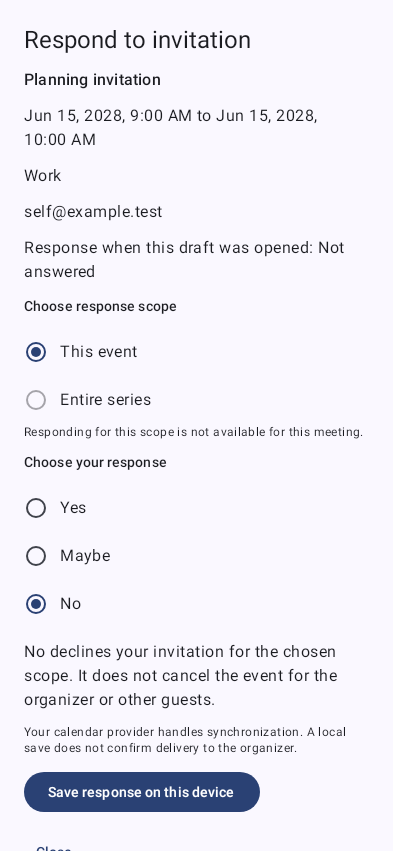 Respond to invitation
Planning invitation
Jun 15, 2028, 9:00 AM to Jun 15, 2028,
10:00 AM
Work
self@example.test
Response when this draft was opened: Not
answered
Choose response scope
This event
Entire series
Responding for this scope is not available for this meeting.
Choose your response
Yes
Maybe
No
No declines your invitation for the chosen
scope. It does not cancel the event for the
organizer or other guests.
Your calendar provider handles synchronization. A local
save does not confirm delivery to the organizer.
Save response on this device
Close